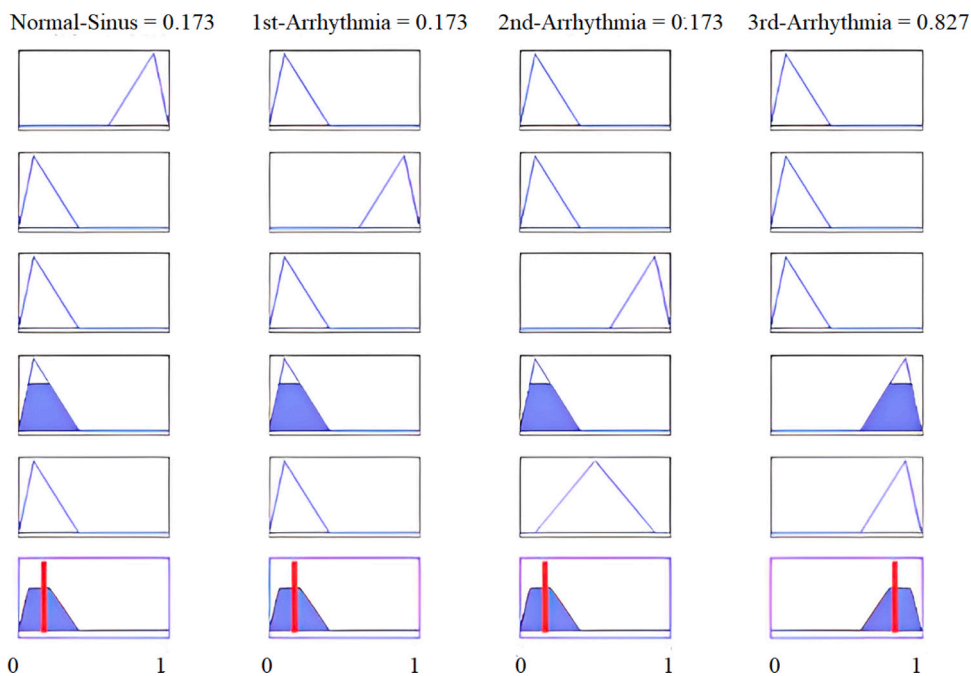 Normal-Sinus = 0.173 1st-Arrhythmia = 0.173 2nd-Arrhythmia = 0.173 3rd-Arrhythmia = 0.827
0 1 0 1 0 1 0 1